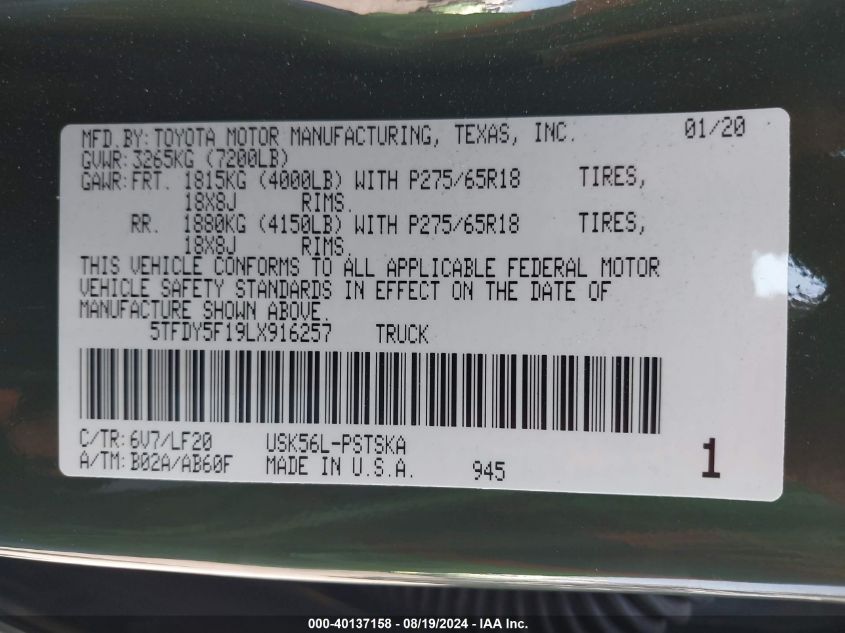 MFD. BY: TOYOTA MOTOR MANUFACTURING, TEXAS, INC. 01/20
GVWR: 3265KG (7200LB)
GAWR: FRT. 1815KG (4000LB) WITH P275/65R18 TIRES,
18X8J RIMS.
RR. 1880KG (4150LB) WITH P275/65R18 TIRES,
18X8J RIMS.
THIS VEHICLE CONFORMS TO ALL APPLICABLE FEDERAL MOTOR
VEHICLE SAFETY STANDARDS IN EFFECT ON THE DATE OF
MANUFACTURE SHOWN ABOVE.
5TFDY5F19LX916257 TRUCK
C/TR: 6V7/LF20 USK56L-PSTSKA
A/TM: B02A/AB60F MADE IN U.S.A. 945 1
000-40137158 - 08/19/2024 - IAA Inc.